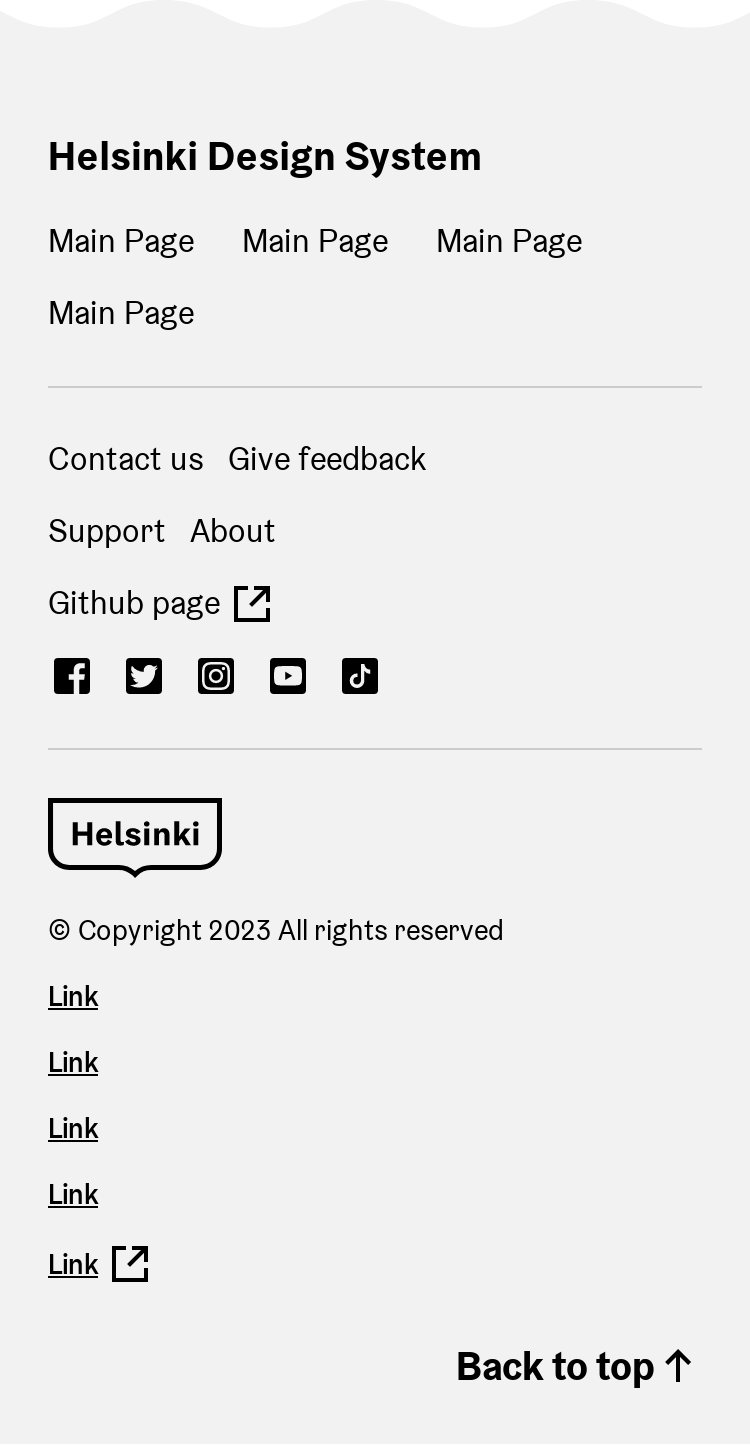 Helsinki Design System
Main Page Main Page Main Page
Main Page
Contact us Give feedback
Support About
Github page
Helsinki
© Copyright 2023 All rights reserved
Link
Link
Link
Link
Link
Back to top